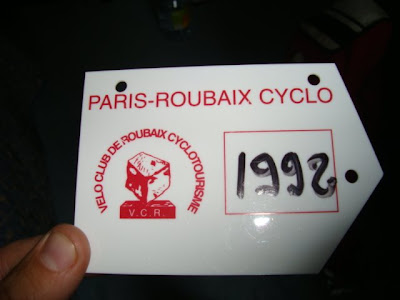 PARIS-ROUBAIX CYCLO
VELO CLUB DE ROUBAIX CYCLOTOURISME
V.C.R.
1992